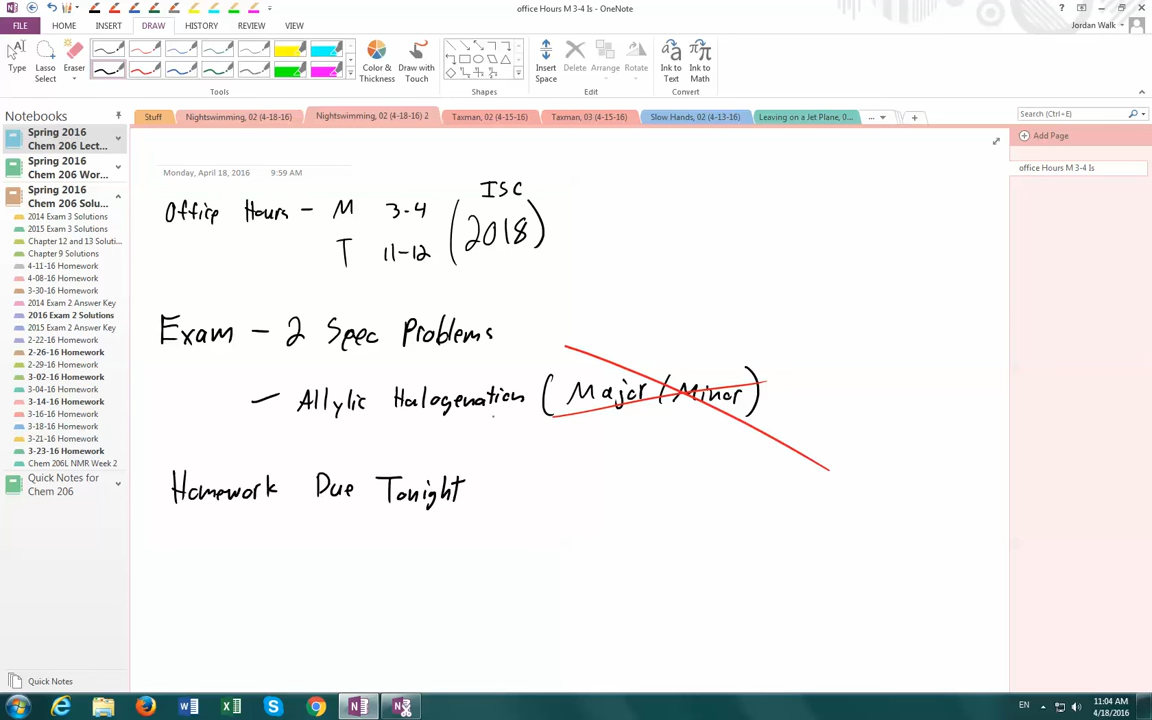 office Hours M 3-4 Is - OneNote
FILE HOME INSERT DRAW HISTORY REVIEW VIEW
Jordan Walk
Type
Lasso Select
Eraser
Color & Thickness
Draw with Touch
Insert Space
Delete
Arrange
Rotate
Ink to Text
Ink to Math
Tools
Shapes
Edit
Convert
Notebooks
Stuff
Nightswimming, 02 (4-18-16)
Nightswimming, 02 (4-18-16) 2
Taxman, 02 (4-15-16)
Taxman, 03 (4-15-16)
Slow Hands, 02 (4-13-16)
Leaving on a Jet Plane, 0...
Search (Ctrl+E)
Add Page
office Hours M 3-4 Is
Spring 2016
Chem 206 Lect...
Spring 2016
Chem 206 Wor...
Spring 2016
Chem 206 Solu...
2014 Exam 3 Solutions
2015 Exam 3 Solutions
Chapter 12 and 13 Soluti...
Chapter 9 Solutions
4-11-16 Homework
4-08-16 Homework
3-30-16 Homework
2014 Exam 2 Answer Key
2016 Exam 2 Solutions
2015 Exam 2 Answer Key
2-22-16 Homework
2-26-16 Homework
2-29-16 Homework
3-02-16 Homework
3-04-16 Homework
3-14-16 Homework
3-16-16 Homework
3-18-16 Homework
3-21-16 Homework
3-23-16 Homework
Chem 206L NMR Week 2
Quick Notes for
Chem 206
Quick Notes
Monday, April 18, 2016 9:59 AM
ISC
Office Hours - M 3-4 (2018)
T 11-12
Exam - 2 Spec Problems
- Allylic Halogenation (Major/Minor)
Homework Due Tonight
EN
11:04 AM
4/18/2016